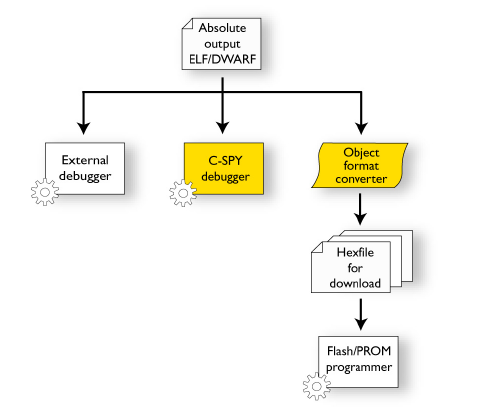 Absolute
output
ELF/DWARF
External
debugger
C-SPY
debugger
Object
format
converter
Hexfile
for
download
Flash/PROM
programmer